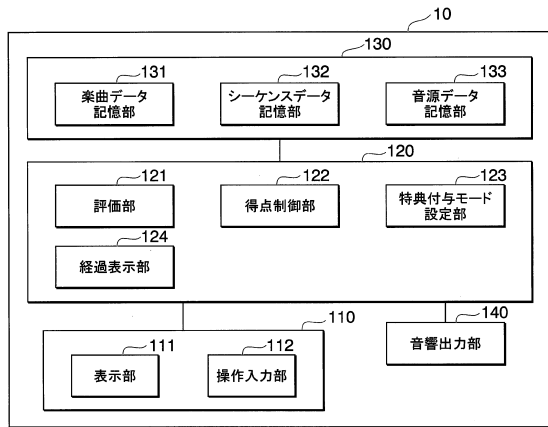 10
130
131
132
133
楽曲データ
記憶部
シーケンスデータ
記憶部
音源データ
記憶部
120
121
122
123
評価部
得点制御部
特典付与モード
設定部
124
経過表示部
110
140
111
112
表示部
操作入力部
音響出力部